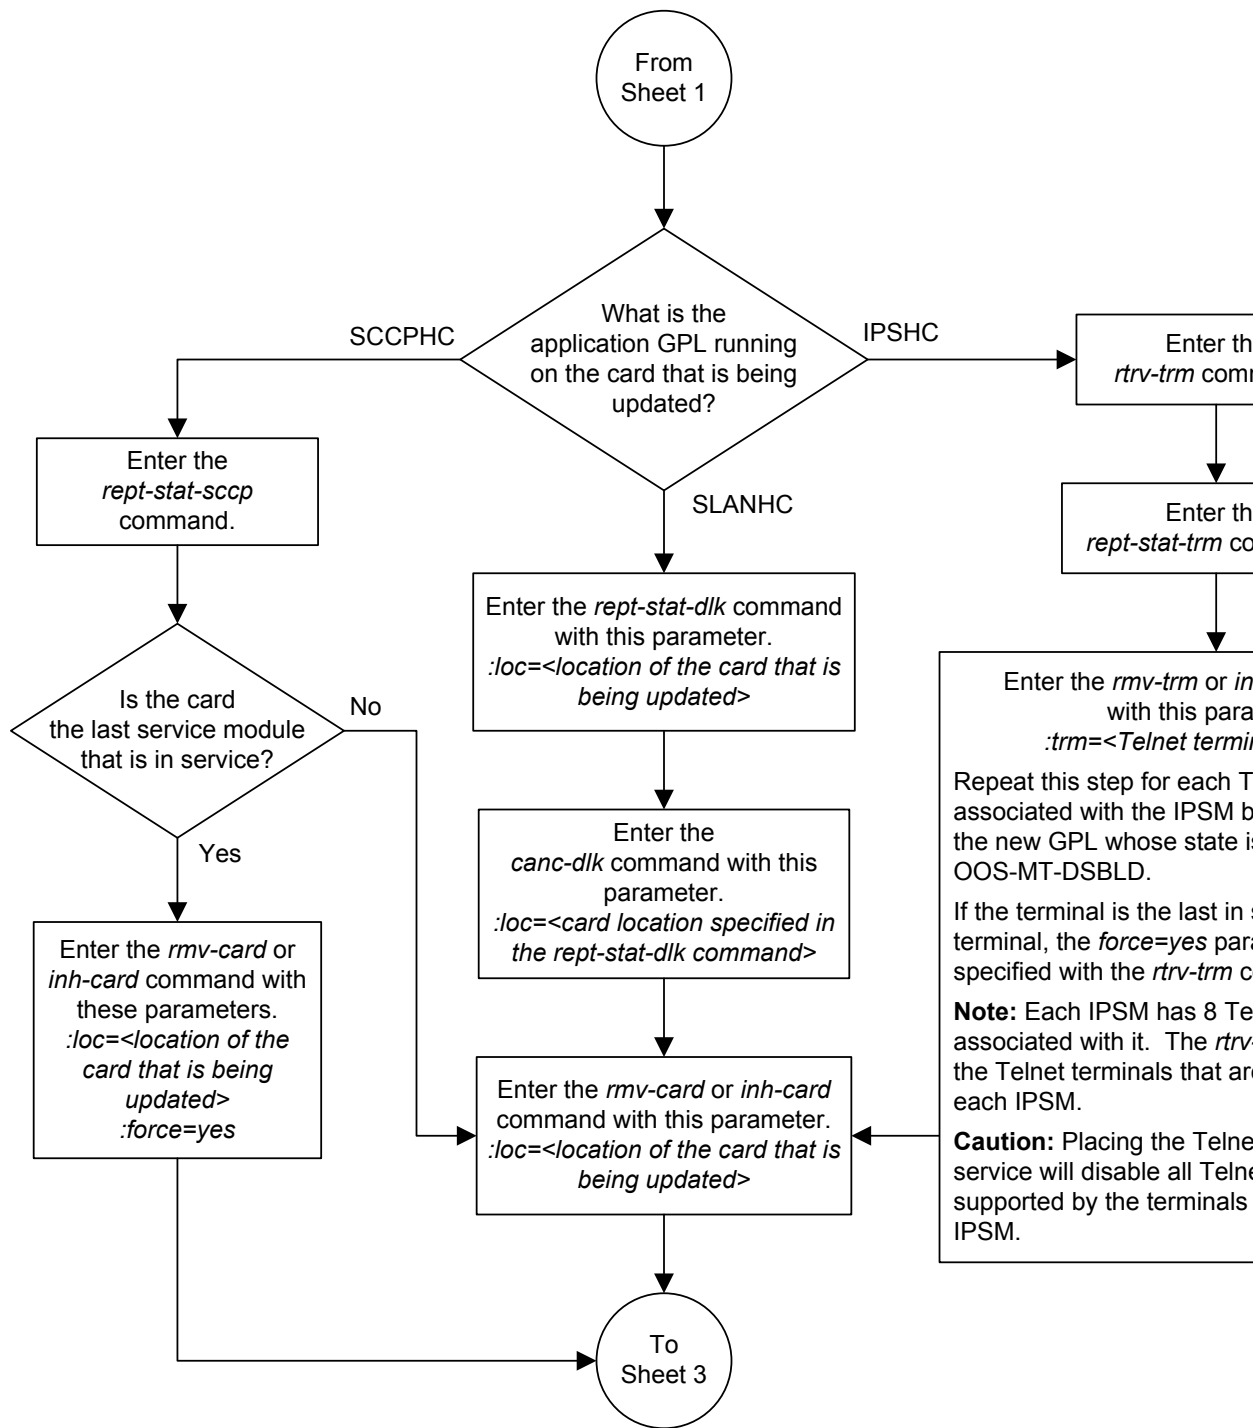 From
Sheet 1
What is the
application GPL running
on the card that is being
updated?
SCCPHC
IPSHC
SLANHC
Enter the
rept-stat-sccp
command.
Is the card
the last service module
that is in service?
No
Yes
Enter the rmv-card or
inh-card command with
these parameters.
:loc=<location of the
card that is being
updated>
:force=yes
Enter the rept-stat-dlk command
with this parameter.
:loc=<location of the card that is
being updated>
Enter the
canc-dlk command with this
parameter.
:loc=<card location specified in
the rept-stat-dlk command>
Enter the rmv-card or inh-card
command with this parameter.
:loc=<location of the card that is
being updated>
Enter th
rtrv-trm comm
Enter the
rept-stat-trm co
Enter the rmv-trm or in
with this para
:trm=<Telnet termi
Repeat this step for each T
associated with the IPSM b
the new GPL whose state is
OOS-MT-DSBLD.
If the terminal is the last in s
terminal, the force=yes para
specified with the rtrv-trm c
Note: Each IPSM has 8 Te
associated with it. The rtrv-
the Telnet terminals that are
each IPSM.
Caution: Placing the Telne
service will disable all Telne
supported by the terminals
IPSM.
To
Sheet 3